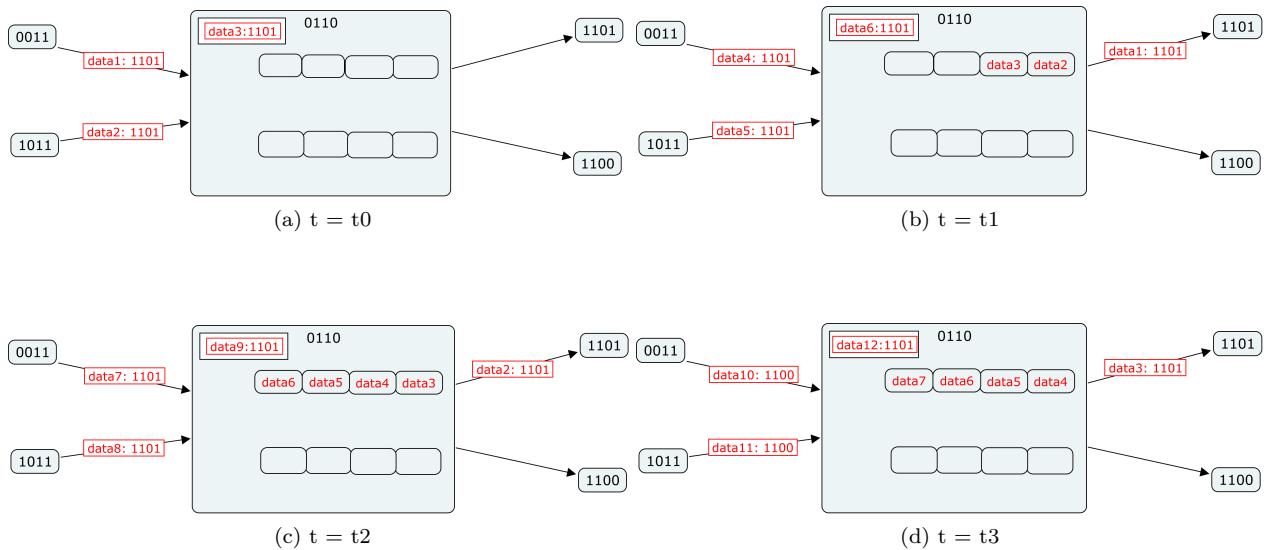 0011
data1: 1101
1011
data2: 1101
data3:1101
0110
1101
1100
(a) t = t0
0011
data4: 1101
1011
data5: 1101
data6:1101
0110
data3 data2
data1: 1101
1101
1100
(b) t = t1
0011
data7: 1101
1011
data8: 1101
data9:1101
0110
data6 data5 data4 data3
data2: 1101
1101
1100
(c) t = t2
0011
data10: 1100
1011
data11: 1100
data12:1101
0110
data7 data6 data5 data4
data3: 1101
1101
1100
(d) t = t3